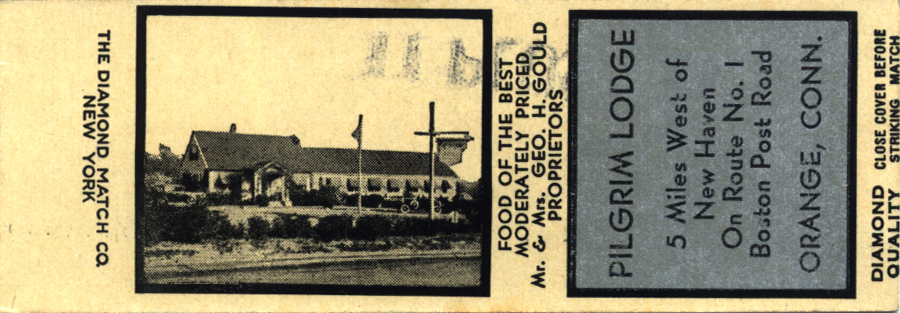 THE DIAMOND MATCH CO.
NEW YORK
FOOD OF THE BEST
MODERATELY PRICED
Mr. & Mrs. GEO. H. GOULD
PROPRIETORS
PILGRIM LODGE
5 Miles West of
New Haven
On Route No. 1
Boston Post Road
ORANGE, CONN.
DIAMOND CLOSE COVER BEFORE
QUALITY STRIKING MATCH